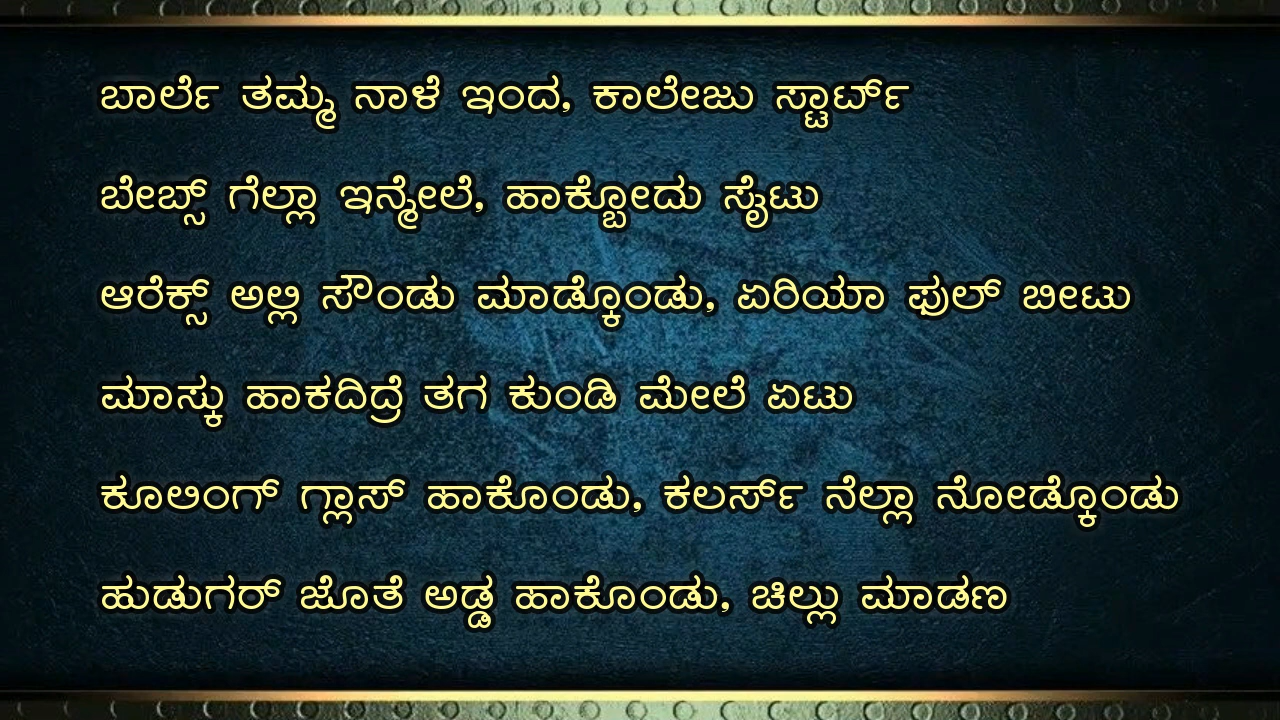 ಬಾರ್ಲೆ ತಮ್ಮ ನಾಳೆ ಇಂದ, ಕಾಲೇಜು ಸ್ಟಾರ್ಟ್
ಬೇಬ್ಸ್ ಗೆಲ್ಲಾ ಇನ್ಮೇಲೆ, ಹಾಕ್ಬೋದು ಸೈಟು
ಆರೆಕ್ಸ್ ಅಲ್ಲಿ ಸೌಂಡು ಮಾಡ್ಕೊಂಡು, ಏರಿಯಾ ಫುಲ್ ಬೀಟು
ಮಾಸ್ಕು ಹಾಕದಿದ್ರೆ ತಗ ಕುಂಡಿ ಮೇಲೆ ಏಟು
ಕೂಲಿಂಗ್ ಗ್ಲಾಸ್ ಹಾಕೊಂಡು, ಕಲರ್ಸ್ ನೆಲ್ಲಾ ನೋಡ್ಕೊಂಡು
ಹುಡುಗರ್ ಜೊತೆ ಅಡ್ಡ ಹಾಕೊಂಡು, ಚಿಲ್ಲು ಮಾಡಣ